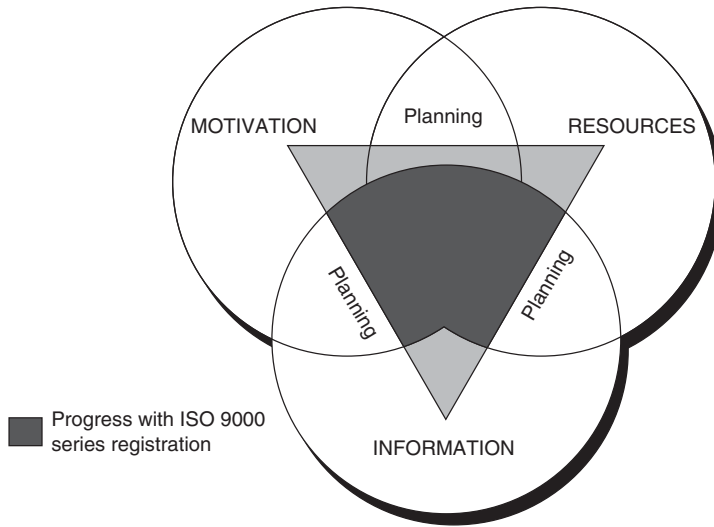 Planning
MOTIVATION
RESOURCES
Planning
Planning
Progress with ISO 9000
series registration
INFORMATION